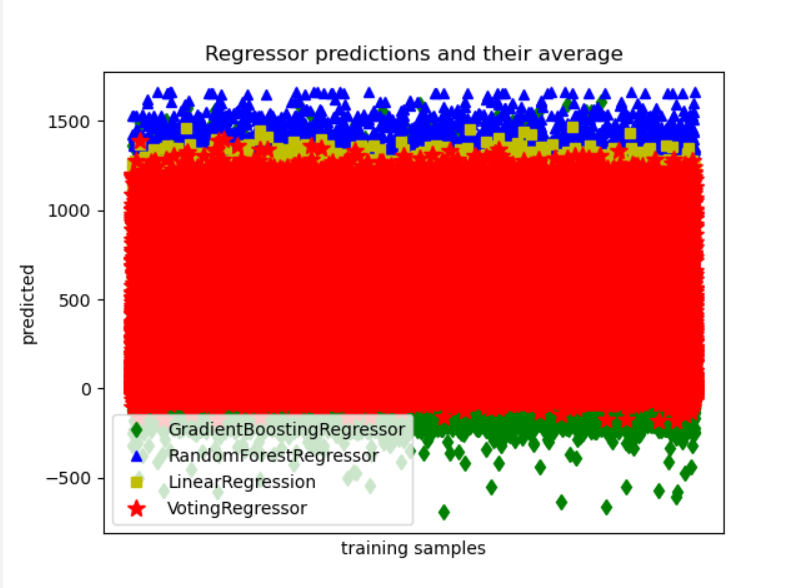 Regressor predictions and their average
predicted
1500
1000
500
0
−500
GradientBoostingRegressor
RandomForestRegressor
LinearRegression
VotingRegressor
training samples